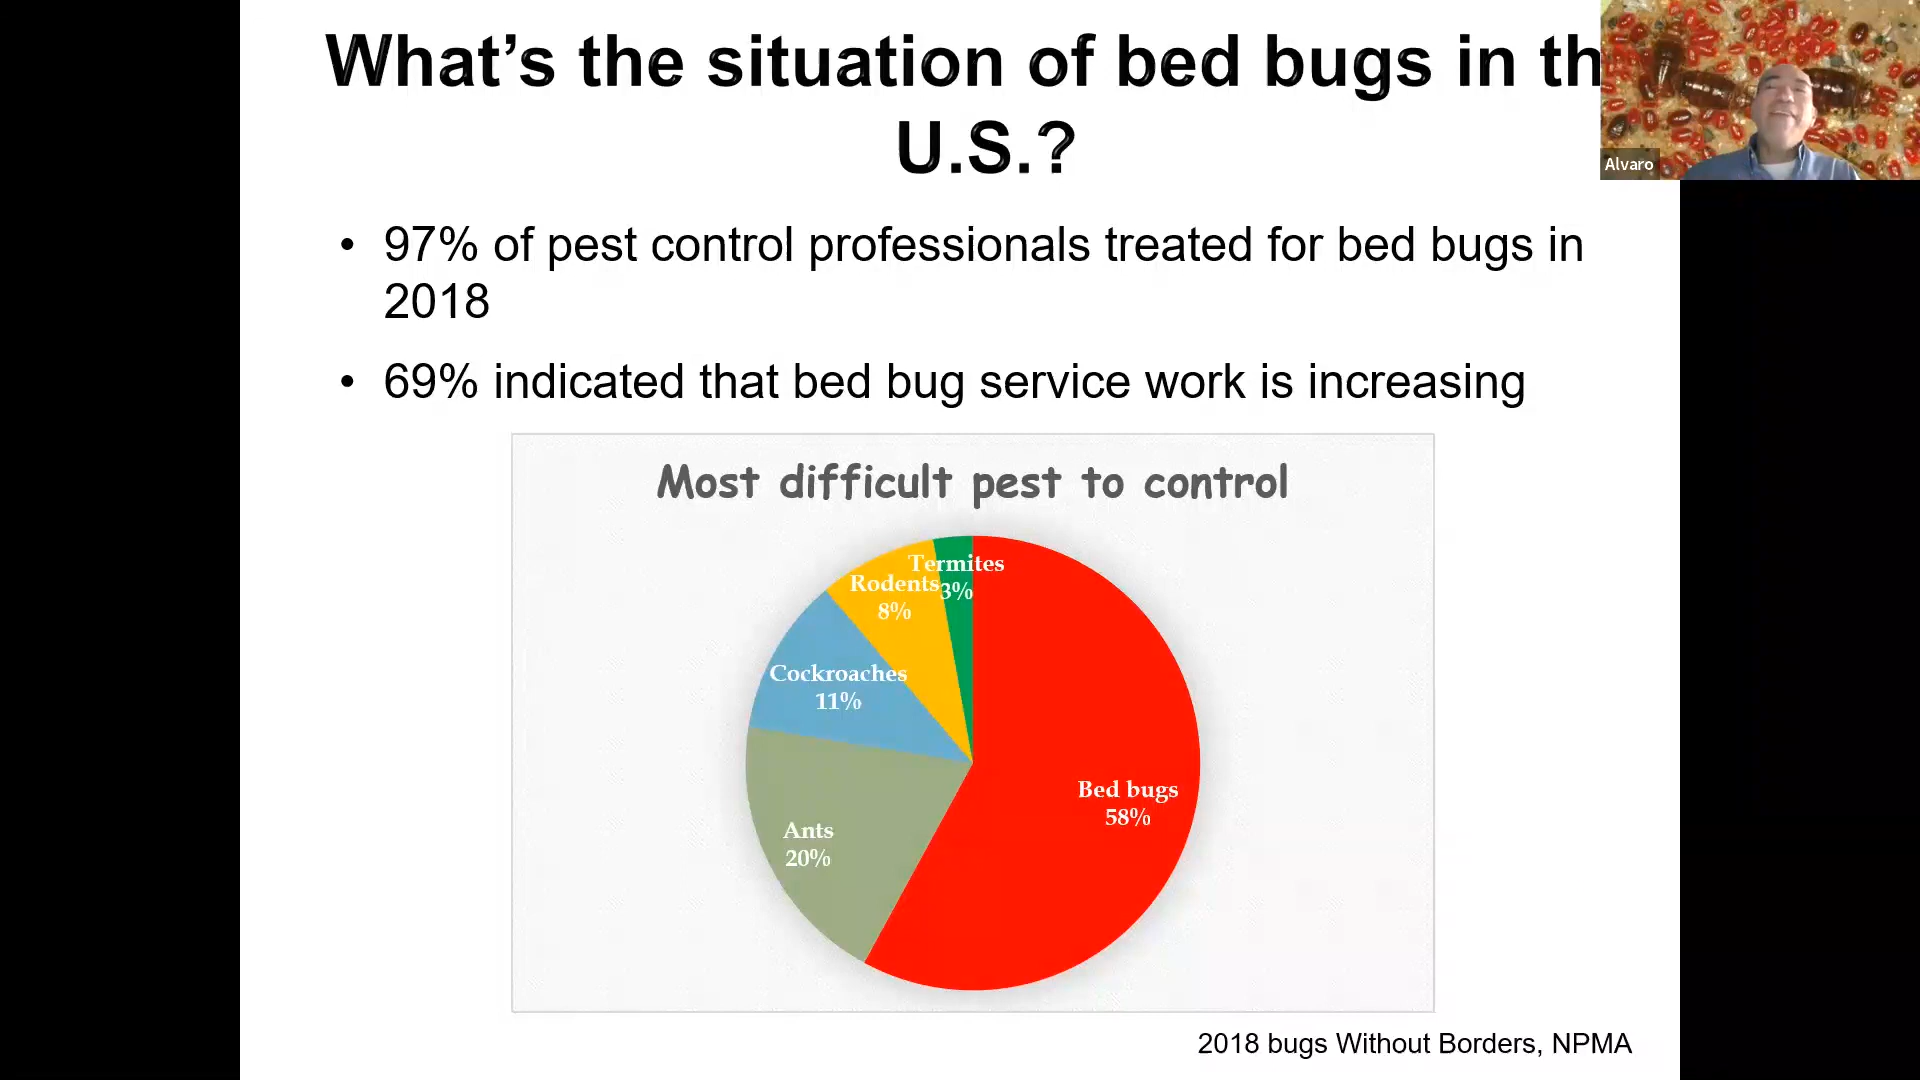 What's the situation of bed bugs in th
U.S.?
Alvaro
• 97% of pest control professionals treated for bed bugs in
2018
• 69% indicated that bed bug service work is increasing
Most difficult pest to control
Termites
3%
Rodents
8%
Cockroaches
11%
Bed bugs
58%
Ants
20%
2018 bugs Without Borders, NPMA